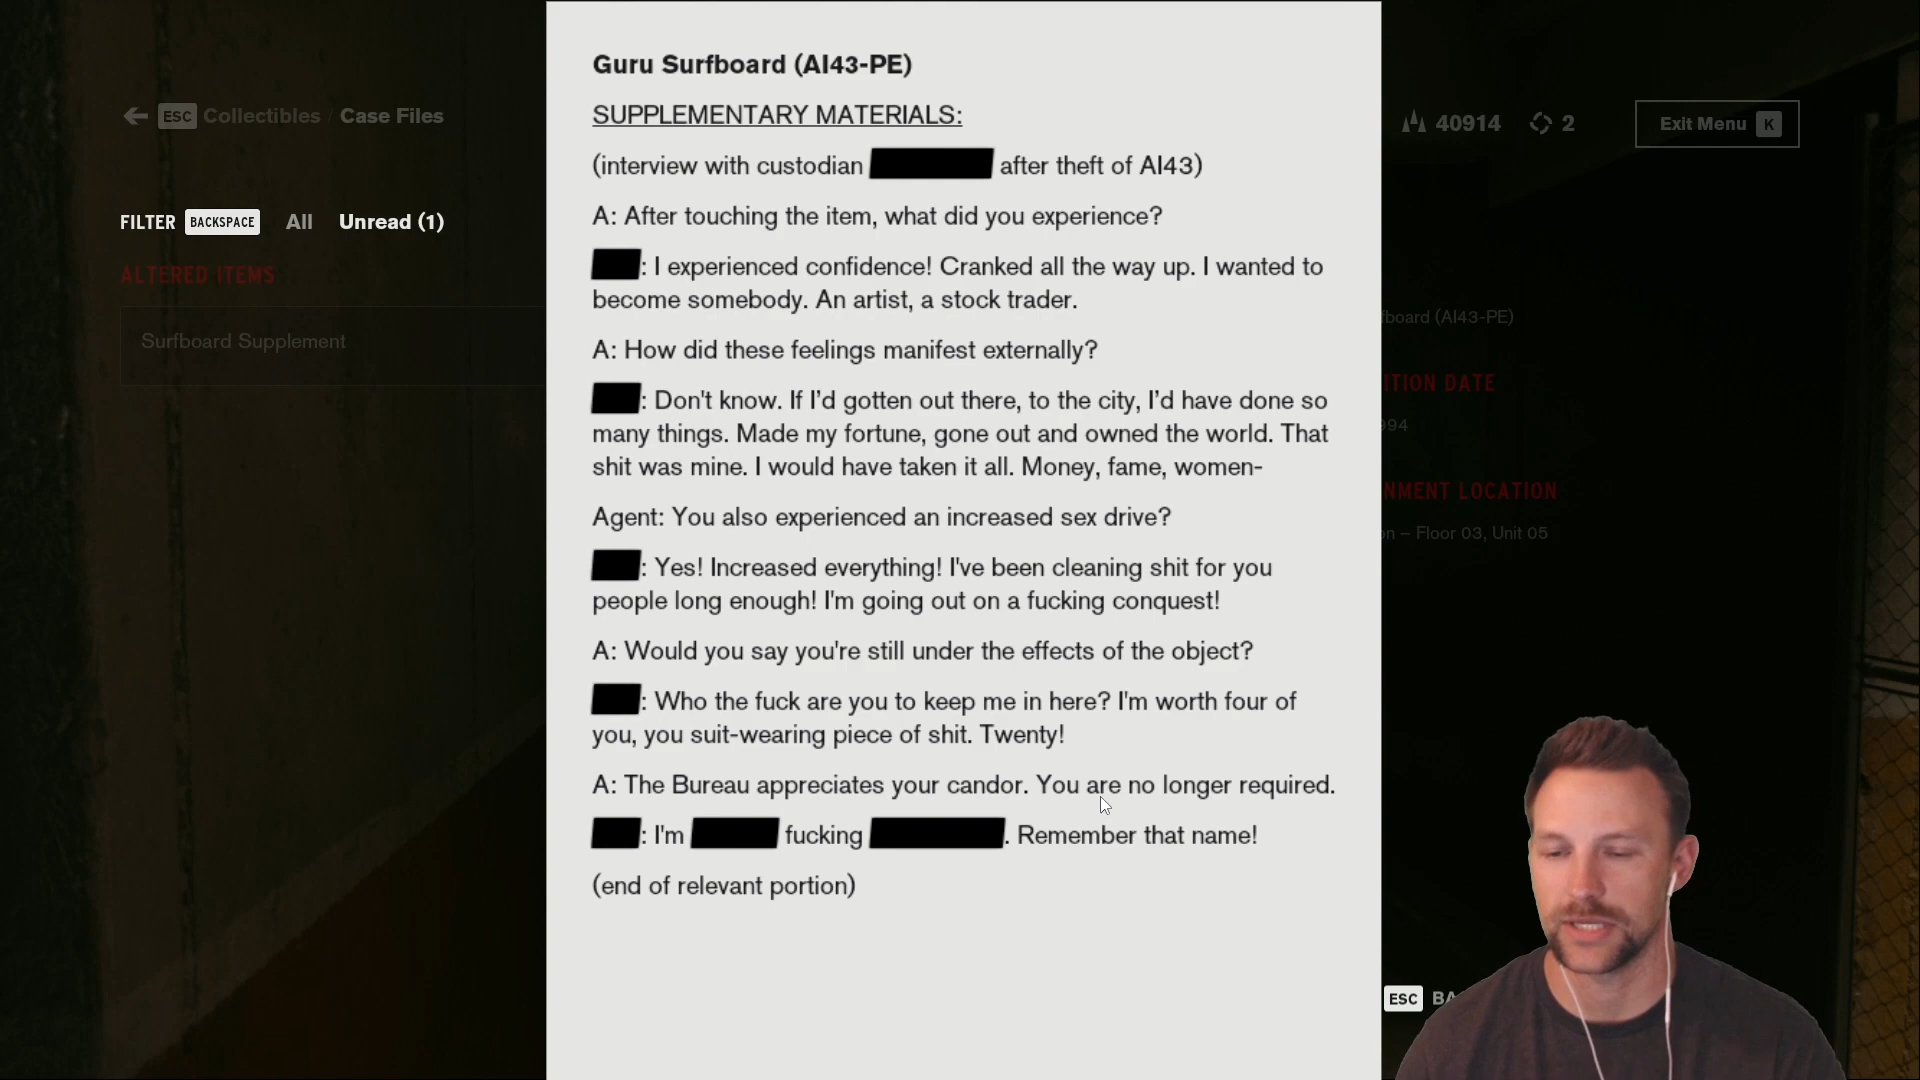 Guru Surfboard (AI43-PE)
SUPPLEMENTARY MATERIALS:
(interview with custodian after theft of AI43)
A: After touching the item, what did you experience?
: I experienced confidence! Cranked all the way up. I wanted to
become somebody. An artist, a stock trader.
A: How did these feelings manifest externally?
: Don't know. If I’d gotten out there, to the city, I’d have done so
many things. Made my fortune, gone out and owned the world. That
shit was mine. I would have taken it all. Money, fame, women-
Agent: You also experienced an increased sex drive?
: Yes! Increased everything! I've been cleaning shit for you
people long enough! I'm going out on a fucking conquest!
A: Would you say you're still under the effects of the object?
: Who the fuck are you to keep me in here? I'm worth four of
you, you suit-wearing piece of shit. Twenty!
A: The Bureau appreciates your candor. You are no longer required.
: I'm fucking . Remember that name!
(end of relevant portion)
ESC Collectibles / Case Files
FILTER BACKSPACE All Unread (1)
ALTERED ITEMS
Surfboard Supplement
40914 2
Exit Menu K
(AI43-PE)
DATE
LOCATION
– Floor 03, Unit 05
ESC